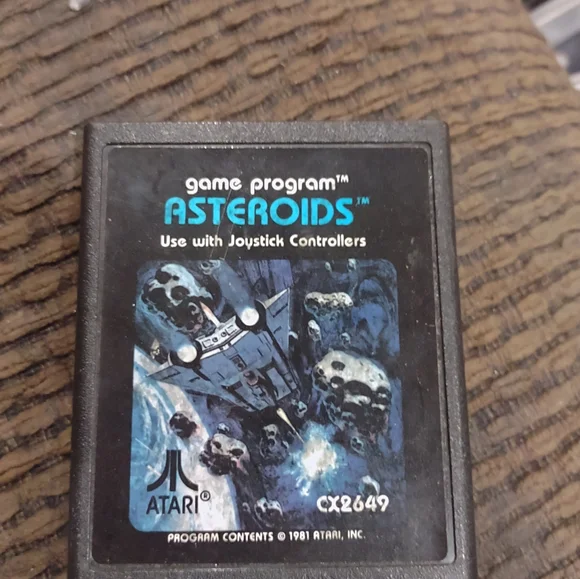 game program™
ASTEROIDS™
Use with Joystick Controllers
ATARI®
CX2649
PROGRAM CONTENTS © 1981 ATARI, INC.